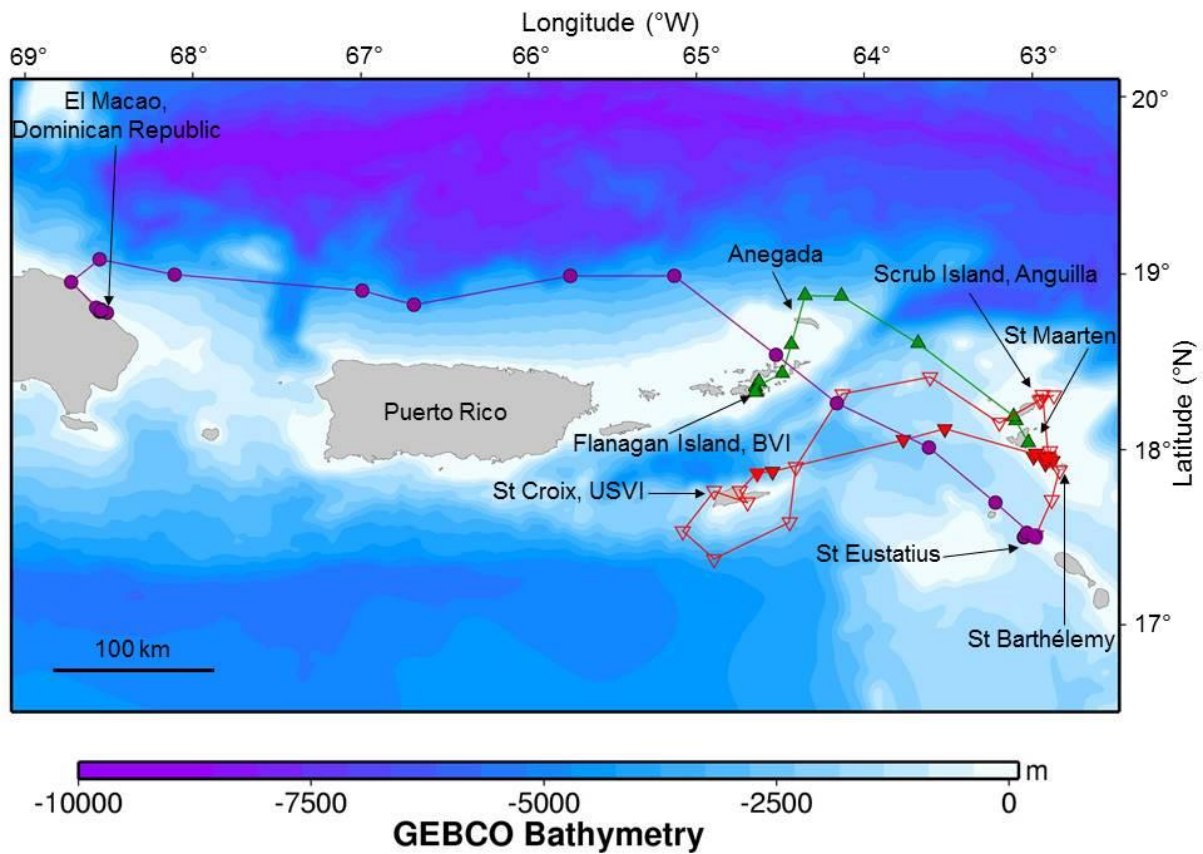 Longitude (°W)
69° 68° 67° 66° 65° 64° 63°
El Macao,
Dominican Republic
20°
Anegada
19°
Scrub Island, Anguilla
St Maarten
Latitude (°N)
Puerto Rico
Flanagan Island, BVI
18°
St Croix, USVI
St Eustatius
17°
St Barthélemy
100 km
m
-10000 -7500 -5000 -2500 0
GEBCO Bathymetry